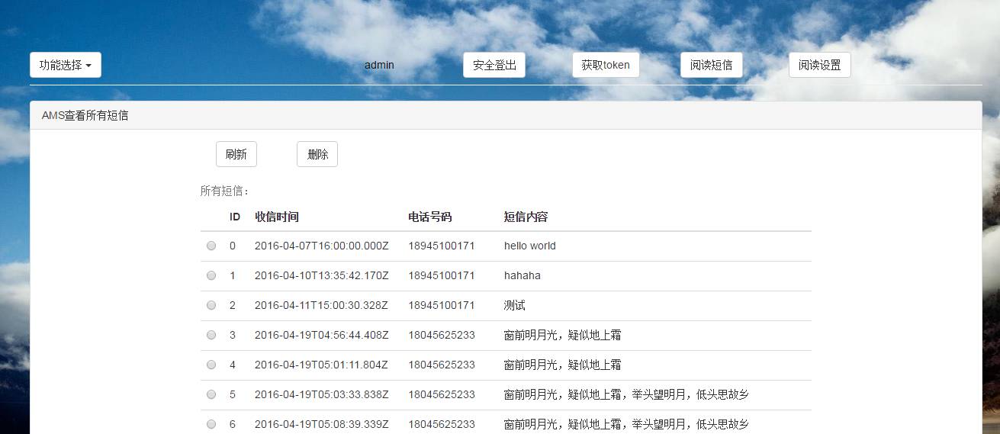 功能选择 admin 安全登出 获取token 阅读短信 阅读设置
AMS查看所有短信
刷新 删除
所有短信：
ID 收信时间 电话号码 短信内容
0 2016-04-07T16:00:00.000Z 18945100171 hello world
1 2016-04-10T13:35:42.170Z 18945100171 hahaha
2 2016-04-11T15:00:30.328Z 18945100171 测试
3 2016-04-19T04:56:44.408Z 18045625233 窗前明月光，疑似地上霜
4 2016-04-19T05:01:11.804Z 18045625233 窗前明月光，疑似地上霜
5 2016-04-19T05:03:33.838Z 18045625233 窗前明月光，疑似地上霜，举头望明月，低头思故乡
6 2016-04-19T05:08:39.339Z 18045625233 窗前明月光，疑似地上霜，举头望明月，低头思故乡